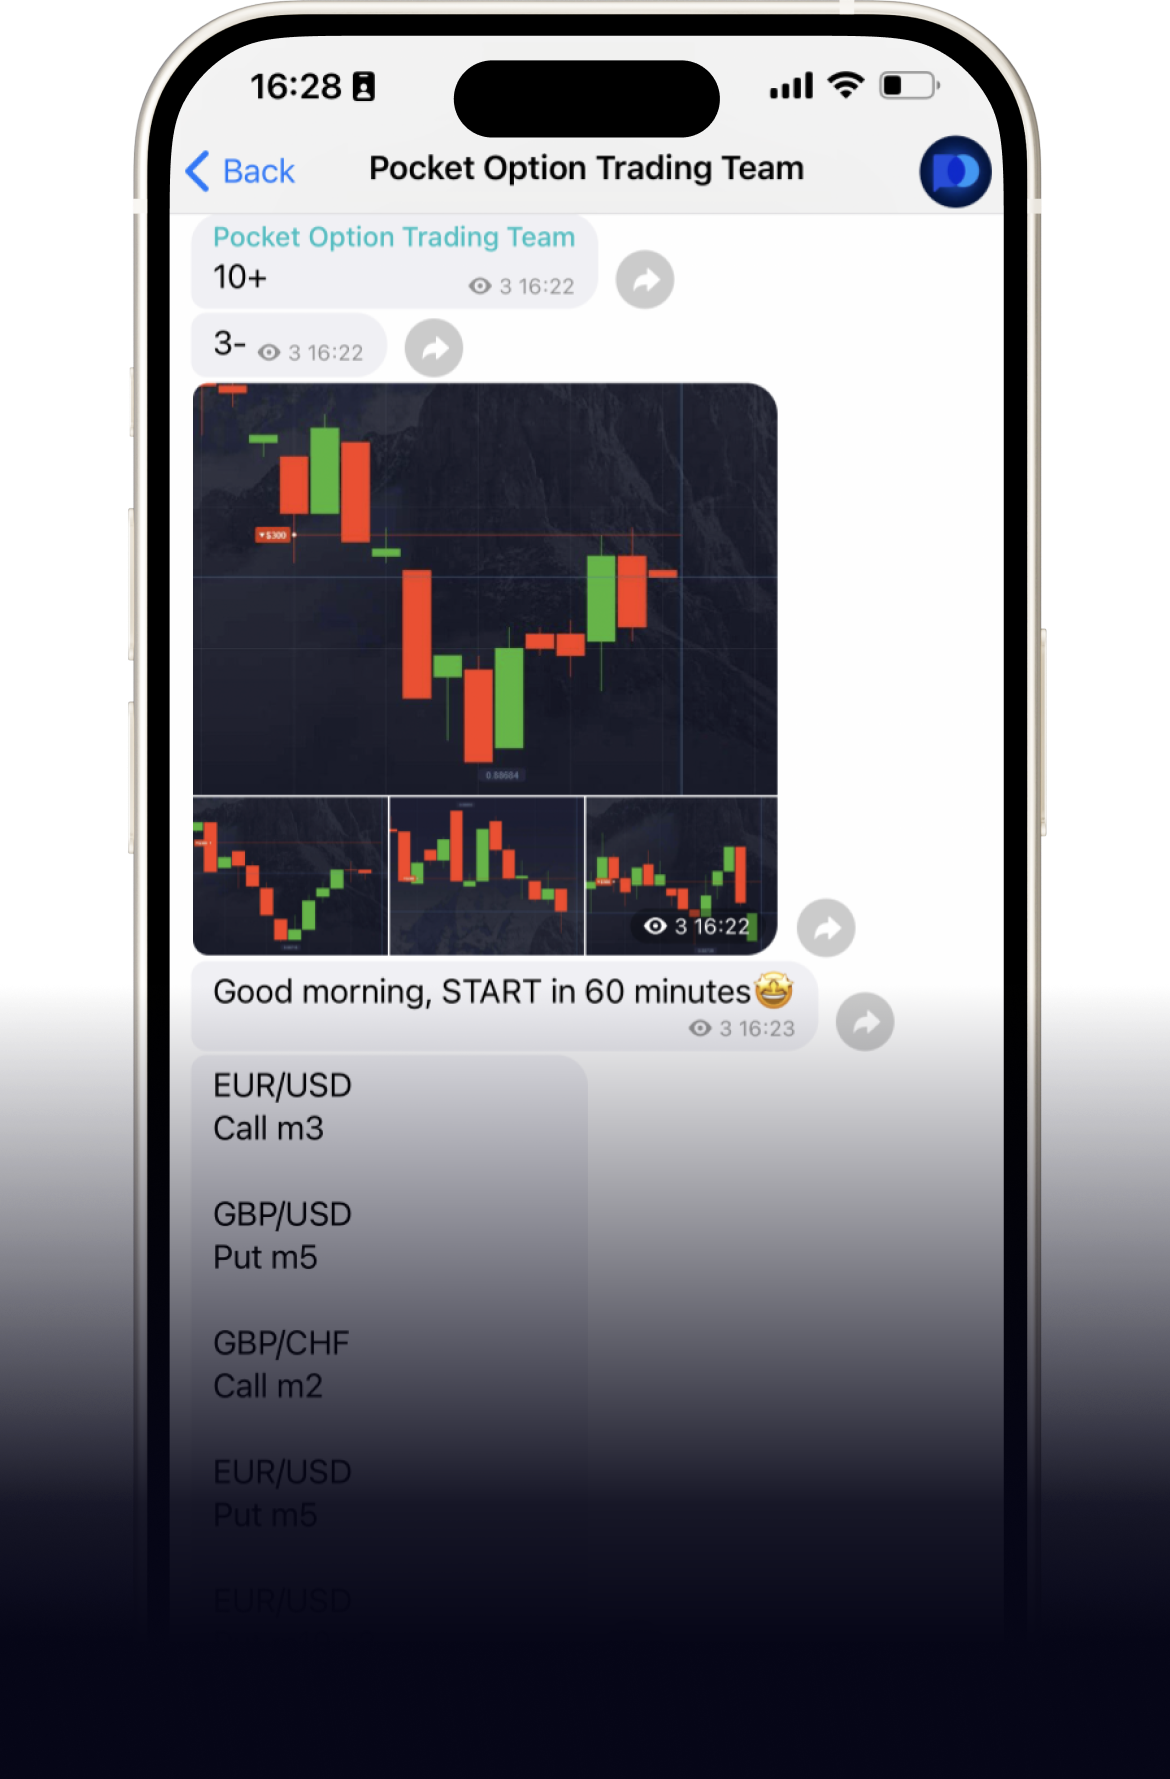 16:28
Back
Pocket Option Trading Team
Pocket Option Trading Team
10+
3 16:22
3-
3 16:22
$300
0.88684
3 16:22
Good morning, START in 60 minutes🤩
3 16:23
EUR/USD
Call m3
GBP/USD
Put m5
GBP/CHF
Call m2
EUR/USD
Put m5
EUR/USD